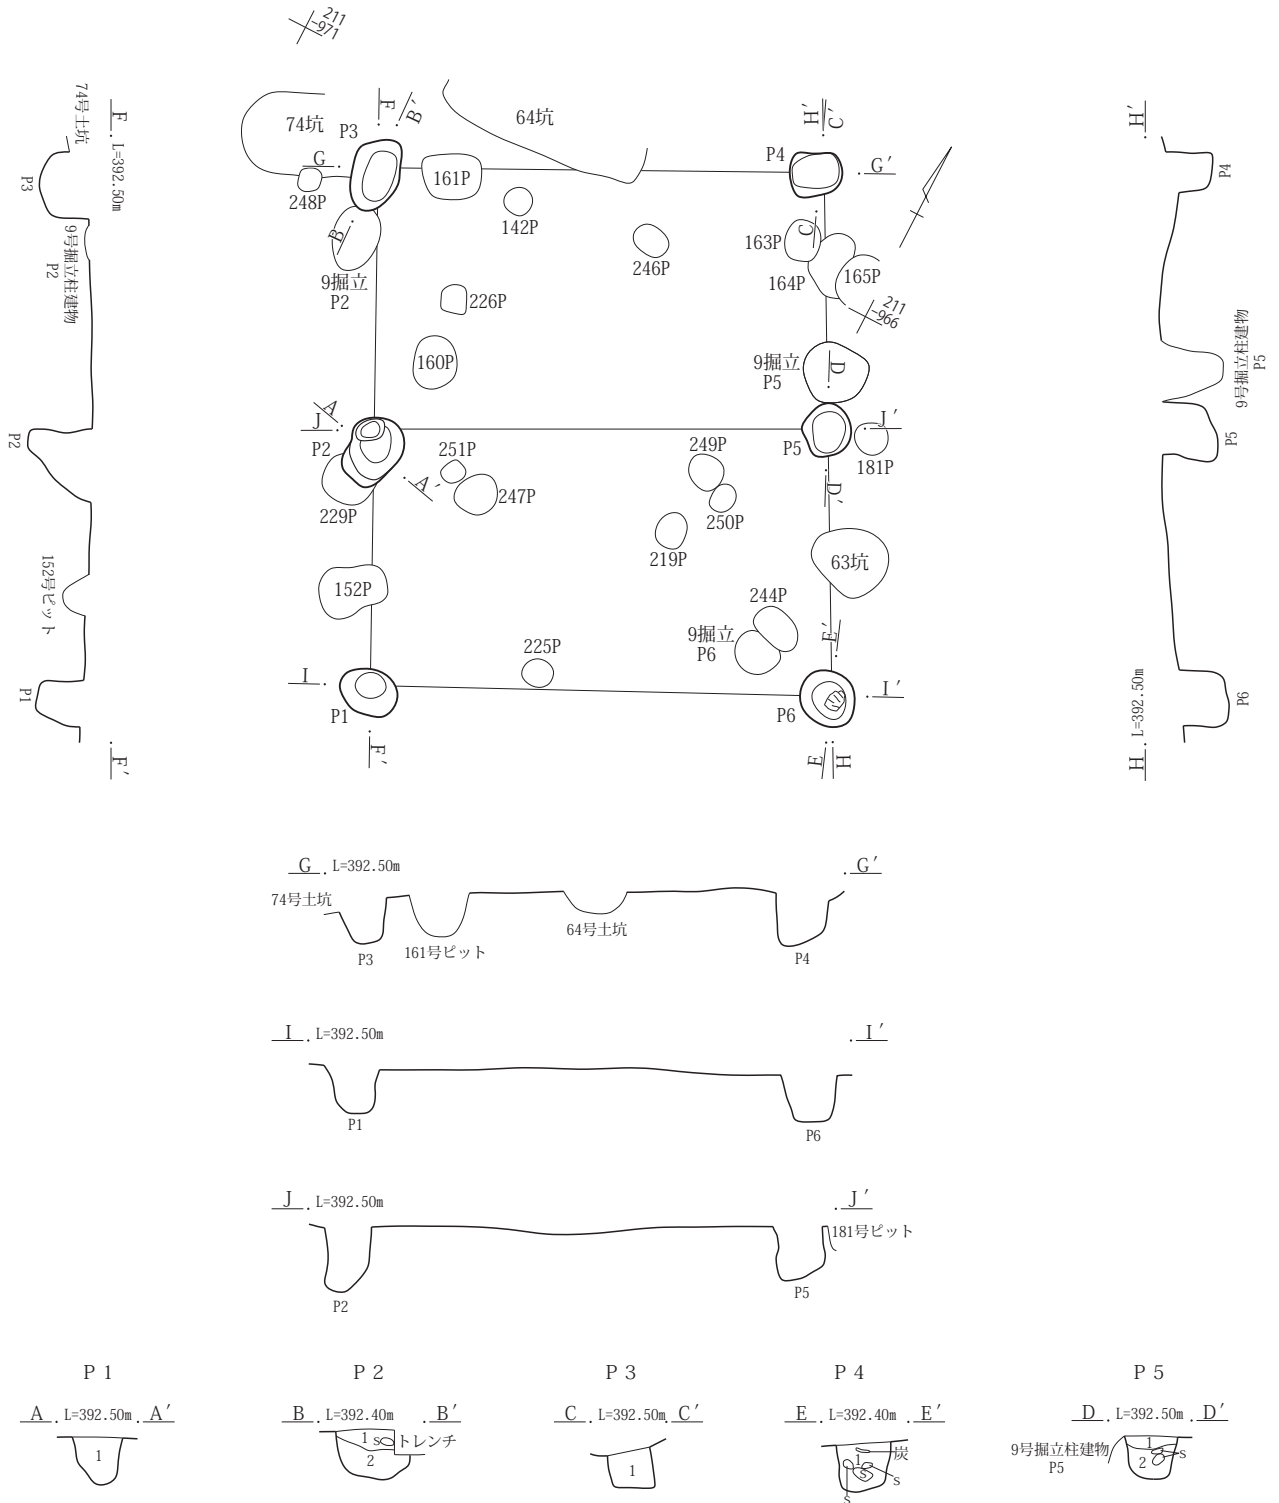 211
-971
74号土坑
F
L=392.50m
P3
9号掘立柱建物
P2
P2
152号ピット
P1
F′
74坑
P3
F
B′
64坑
H′
C′
P4
G
G′
248P
161P
142P
246P
B
9掘立
P2
226P
160P
163P
C
164P
165P
211
-966
9掘立
P5
D
A
J
P2
J′
P5
181P
251P
247P
A′
229P
249P
250P
219P
D′
63坑
152P
244P
9掘立
P6
E′
225P
I
P1
F′
I′
P6
E
H
H′
P4
9号掘立柱建物
P5
P5
P6
L=392.50m
H
G
L=392.50m
G′
74号土坑
P3
161号ピット
64号土坑
P4
I
L=392.50m
I′
P1
P6
J
L=392.50m
J′
181号ピット
P2
P5
P 1
A
L=392.50m
A′
1
P 2
B
L=392.40m
B′
1
S
トレンチ
2
P 3
C
L=392.50m
C′
1
P 4
E
L=392.40m
E′
炭
1
S
S
S
P 5
D
L=392.50m
D′
9号掘立柱建物
P5
1
2
S